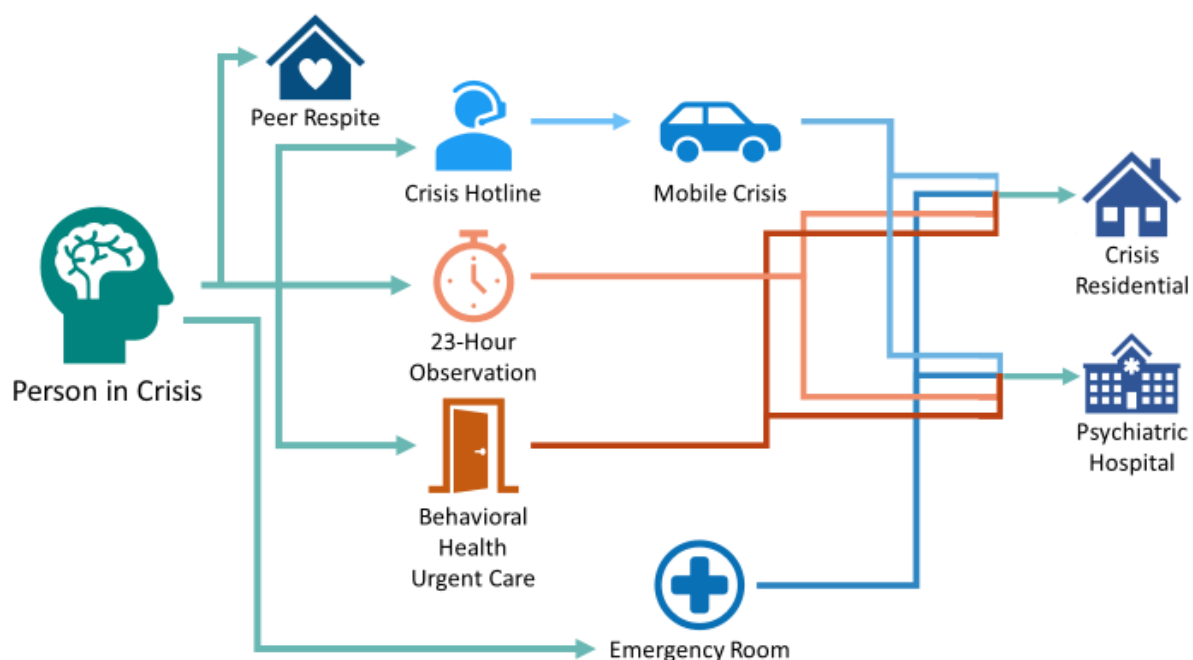 Peer Respite
Crisis Hotline
Mobile Crisis
Crisis
Residential
Person in Crisis
23-Hour
Observation
Psychiatric
Hospital
Behavioral
Health
Urgent Care
Emergency Room